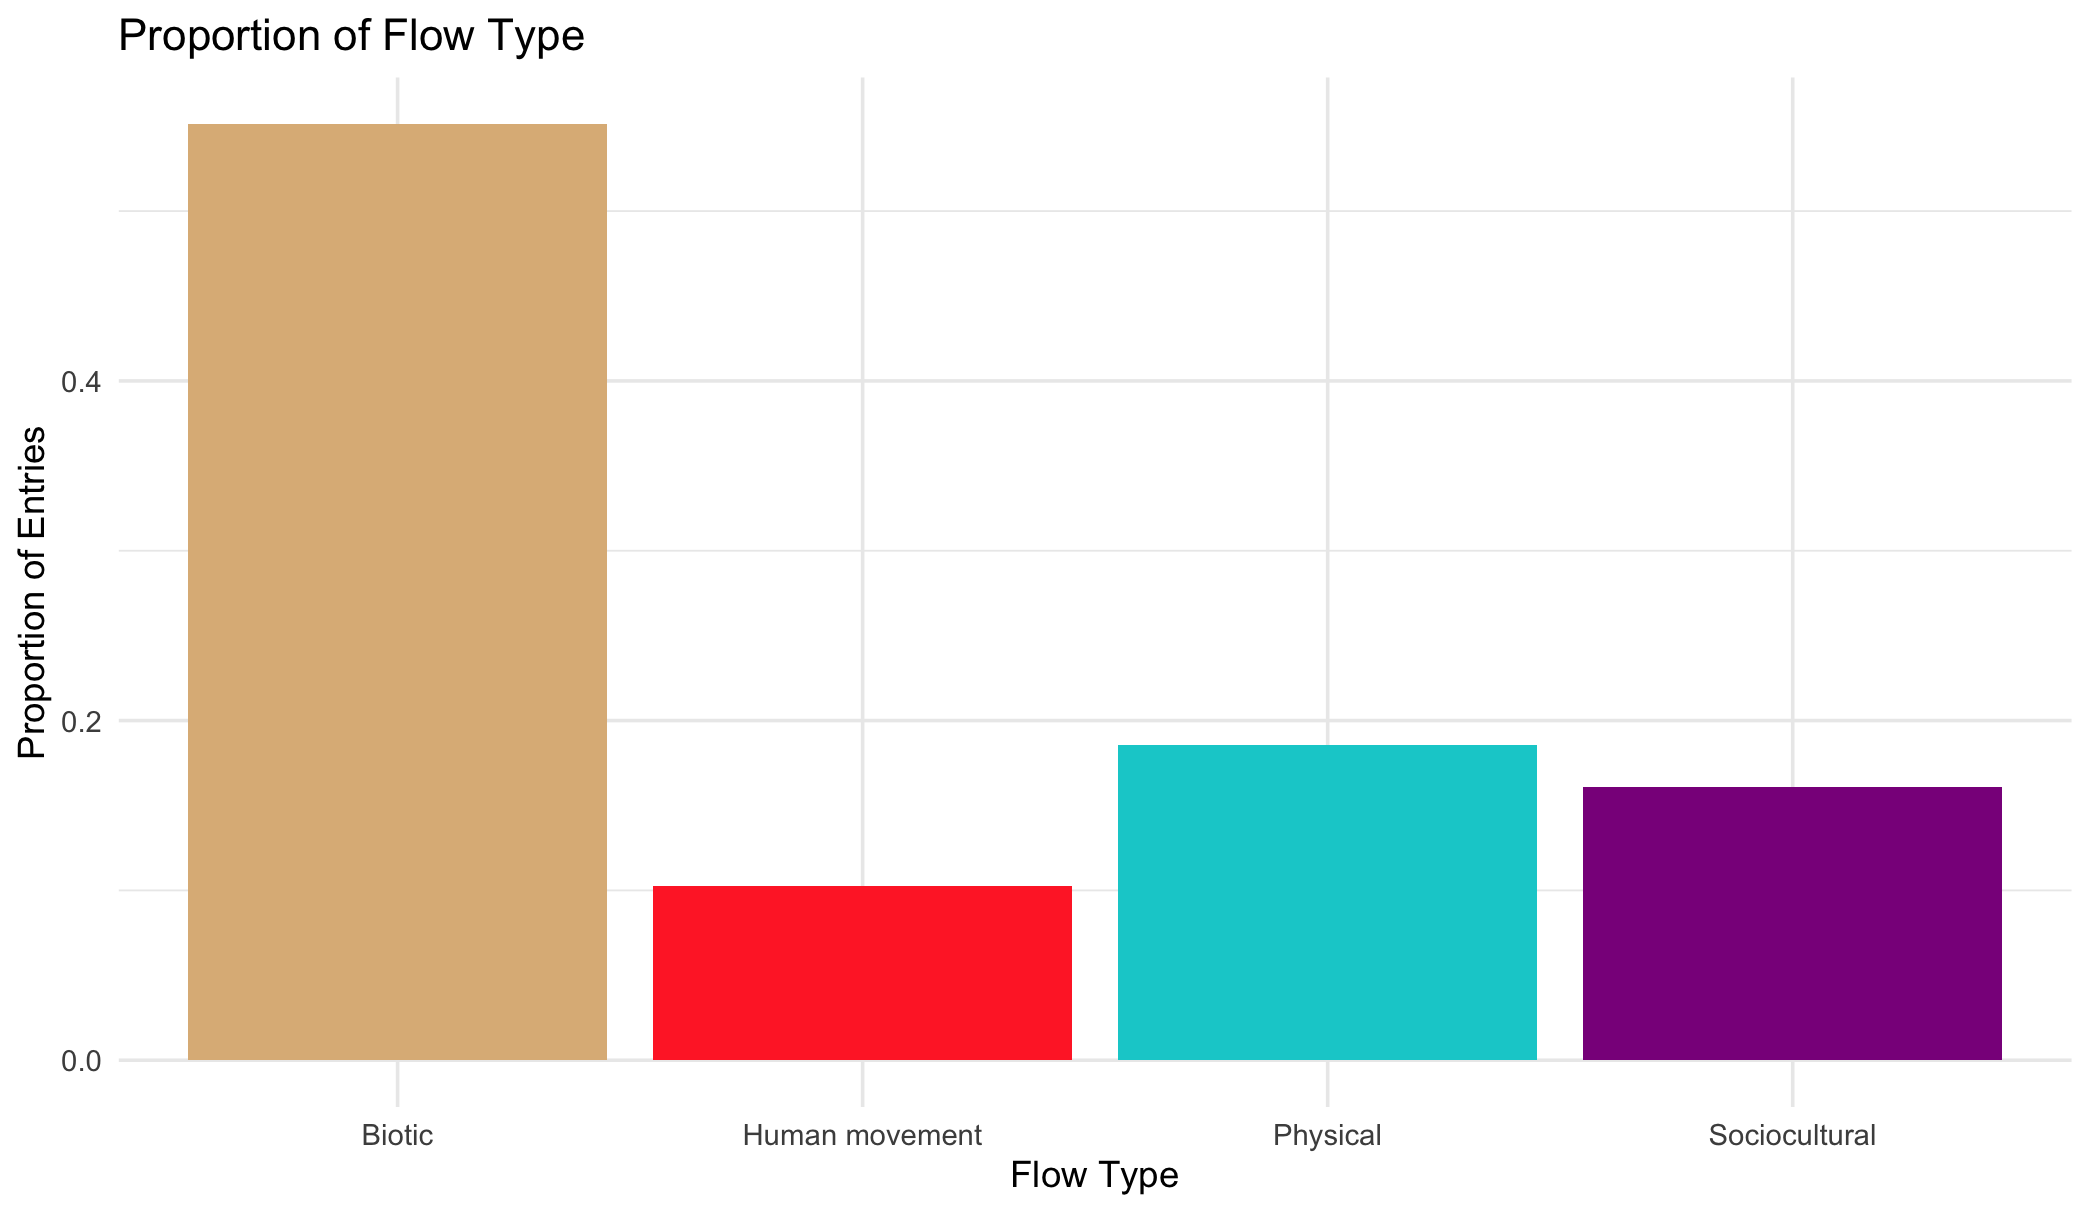 Proportion of Flow Type
Proportion of Entries
0.4
0.2
0.0
Biotic
Human movement
Physical
Sociocultural
Flow Type